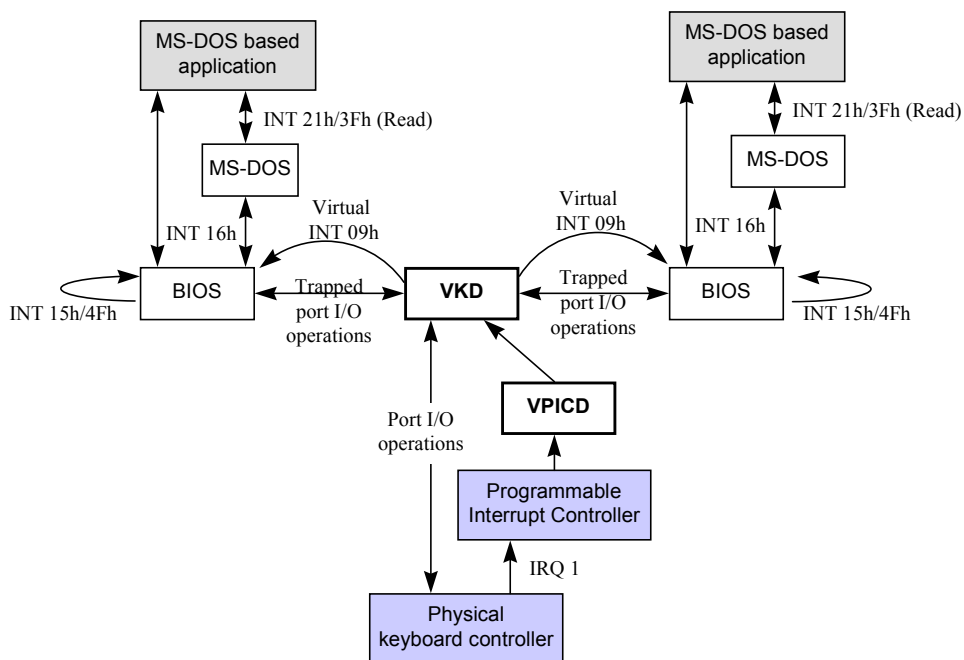 MS-DOS based
application
MS-DOS based
application
INT 21h/3Fh (Read)
INT 21h/3Fh (Read)
MS-DOS
MS-DOS
Virtual
INT 09h
Virtual
INT 09h
INT 16h
INT 16h
BIOS
Trapped
port I/O
operations
VKD
Trapped
port I/O
operations
BIOS
INT 15h/4Fh
INT 15h/4Fh
VPICD
Port I/O
operations
Programmable
Interrupt Controller
IRQ 1
Physical
keyboard controller